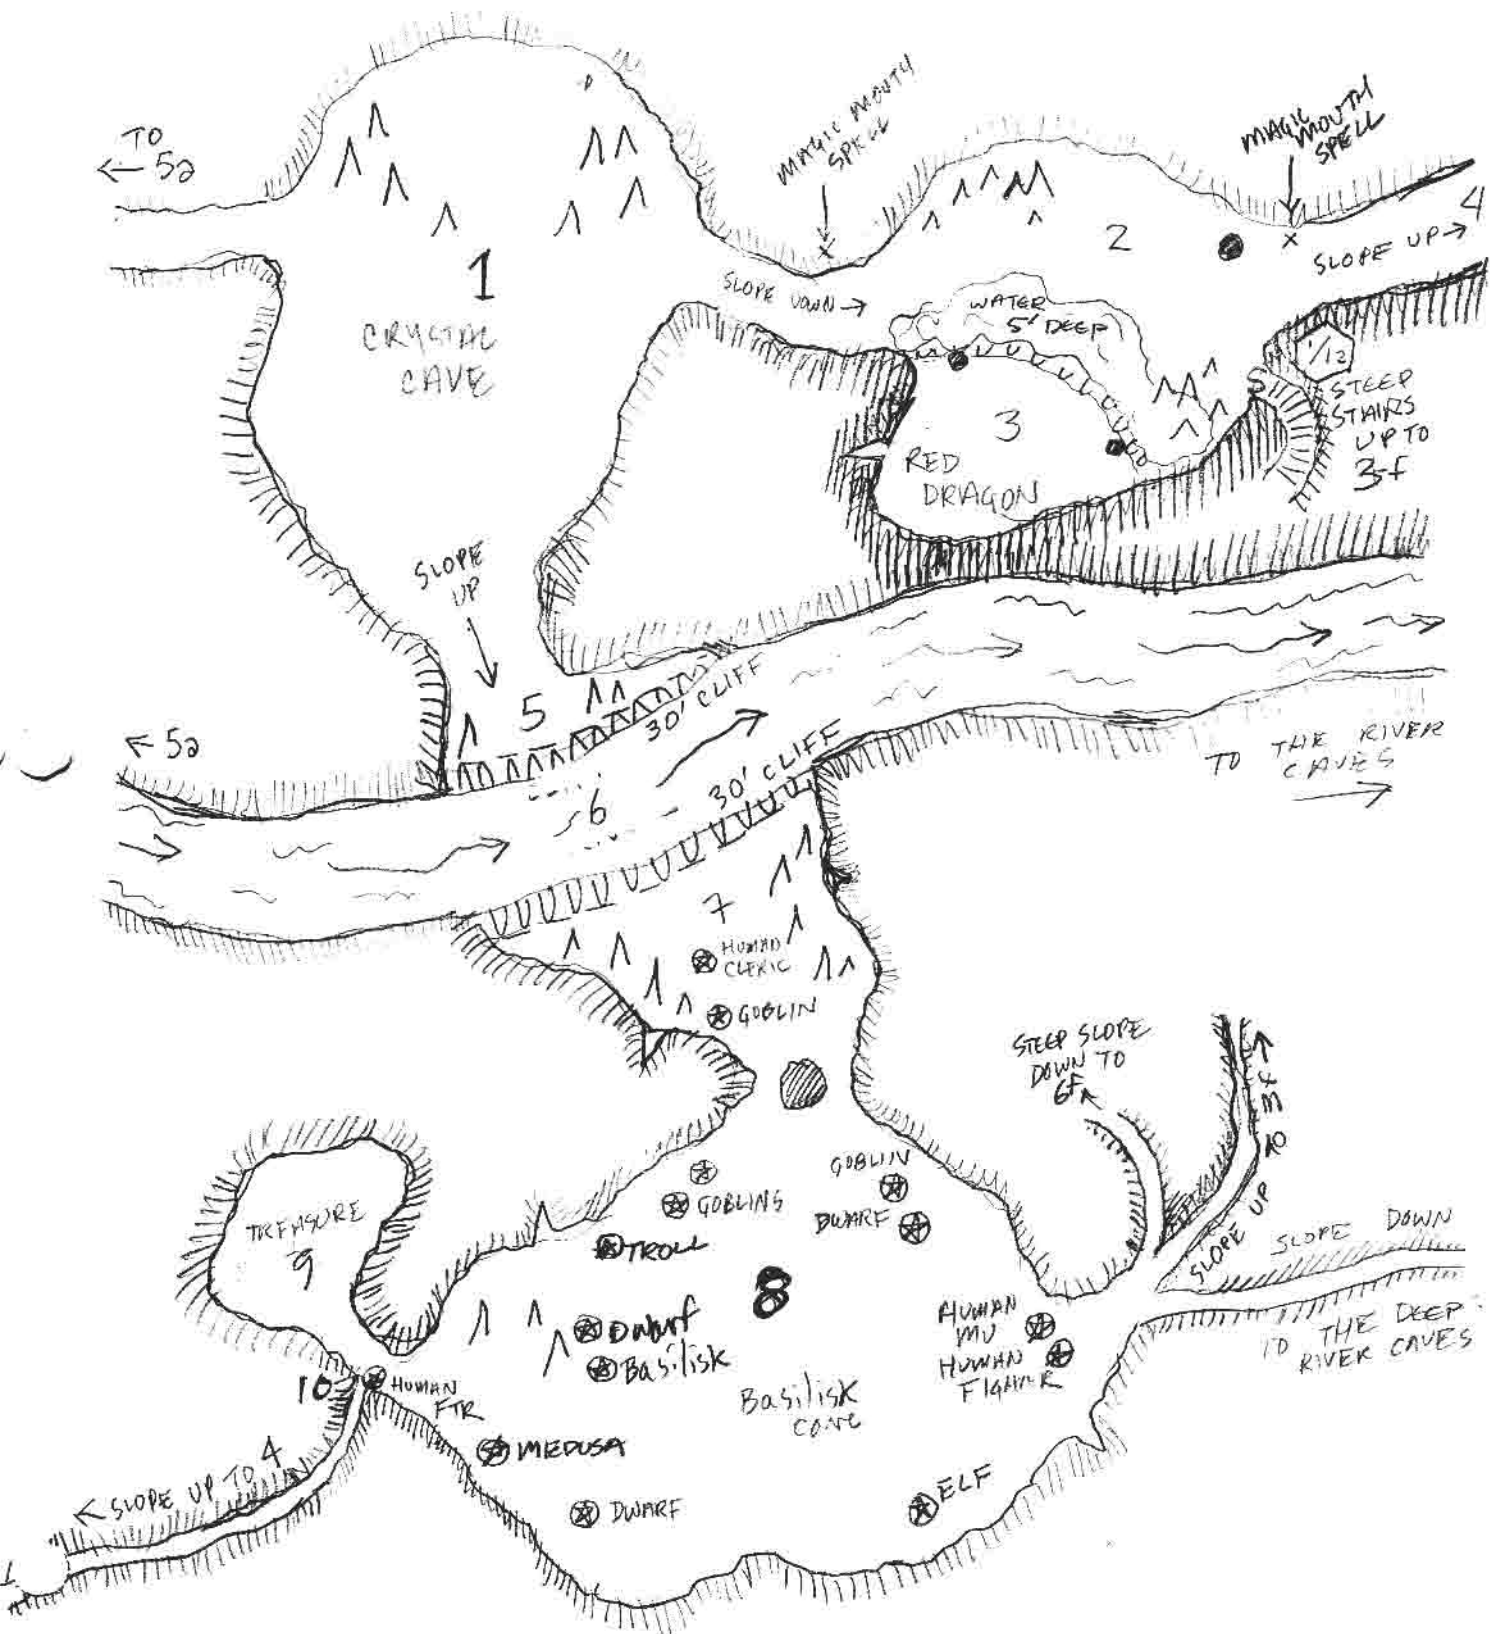 TO
← 5a
MAGIC MOUTH
SPELL
MAGIC
MOUTH
SPELL
4
2
SLOPE UP →
1
CRYSTAL
CAVE
SLOPE DOWN →
WATER
5' DEEP
1/12
S
STEEP
STAIRS
UP TO
3-f
3
RED
DRAGON
SLOPE
UP
5
30' CLIFF
← 5a
TO THE RIVER
CAVES
6
30' CLIFF
7
HUMAN
CLERIC
GOBLIN
STEEP SLOPE
DOWN TO
6f
GOBLIN
GOBLINS
DWARF
TROLL
TREASURE
9
8
SLOPE UP TO 3x
SLOPE DOWN
TO THE DEEP
RIVER CAVES
Dwarf
Basilisk
HUMAN
MU
HUMAN
FIGHTER
10
HUMAN
FTR
Basilisk
cave
MEDUSA
← SLOPE UP TO 4
DWARF
ELF